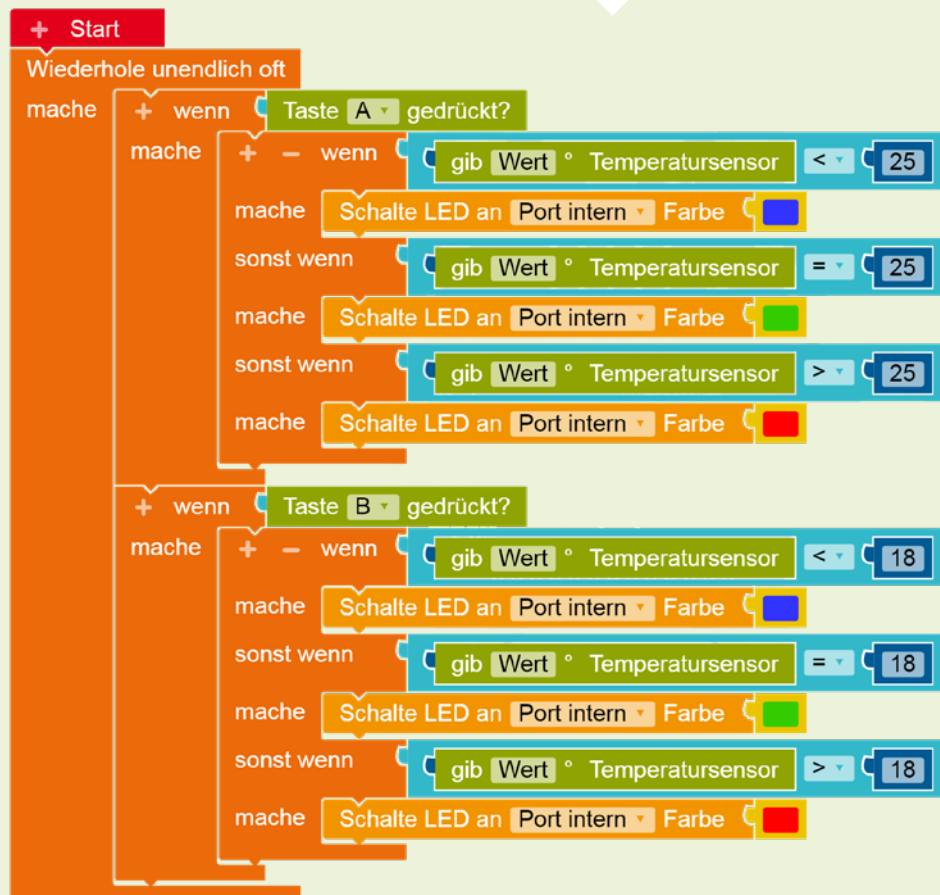 + Start
Wiederhole unendlich oft
mache + wenn Taste A gedrückt?
mache + − wenn gib Wert ° Temperatursensor < 25
mache Schalte LED an Port intern Farbe
sonst wenn gib Wert ° Temperatursensor = 25
mache Schalte LED an Port intern Farbe
sonst wenn gib Wert ° Temperatursensor > 25
mache Schalte LED an Port intern Farbe
+ wenn Taste B gedrückt?
mache + − wenn gib Wert ° Temperatursensor < 18
mache Schalte LED an Port intern Farbe
sonst wenn gib Wert ° Temperatursensor = 18
mache Schalte LED an Port intern Farbe
sonst wenn gib Wert ° Temperatursensor > 18
mache Schalte LED an Port intern Farbe